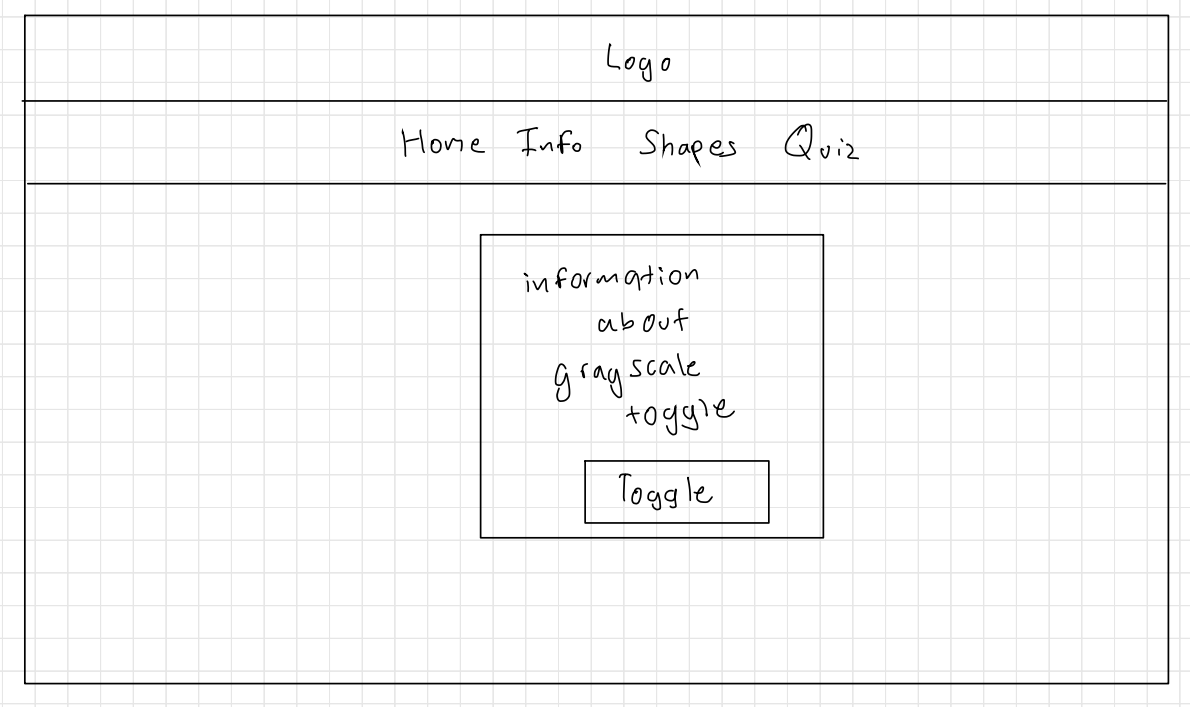 Logo
Home Info Shapes Quiz
information
about
grayscale
toggle
Toggle